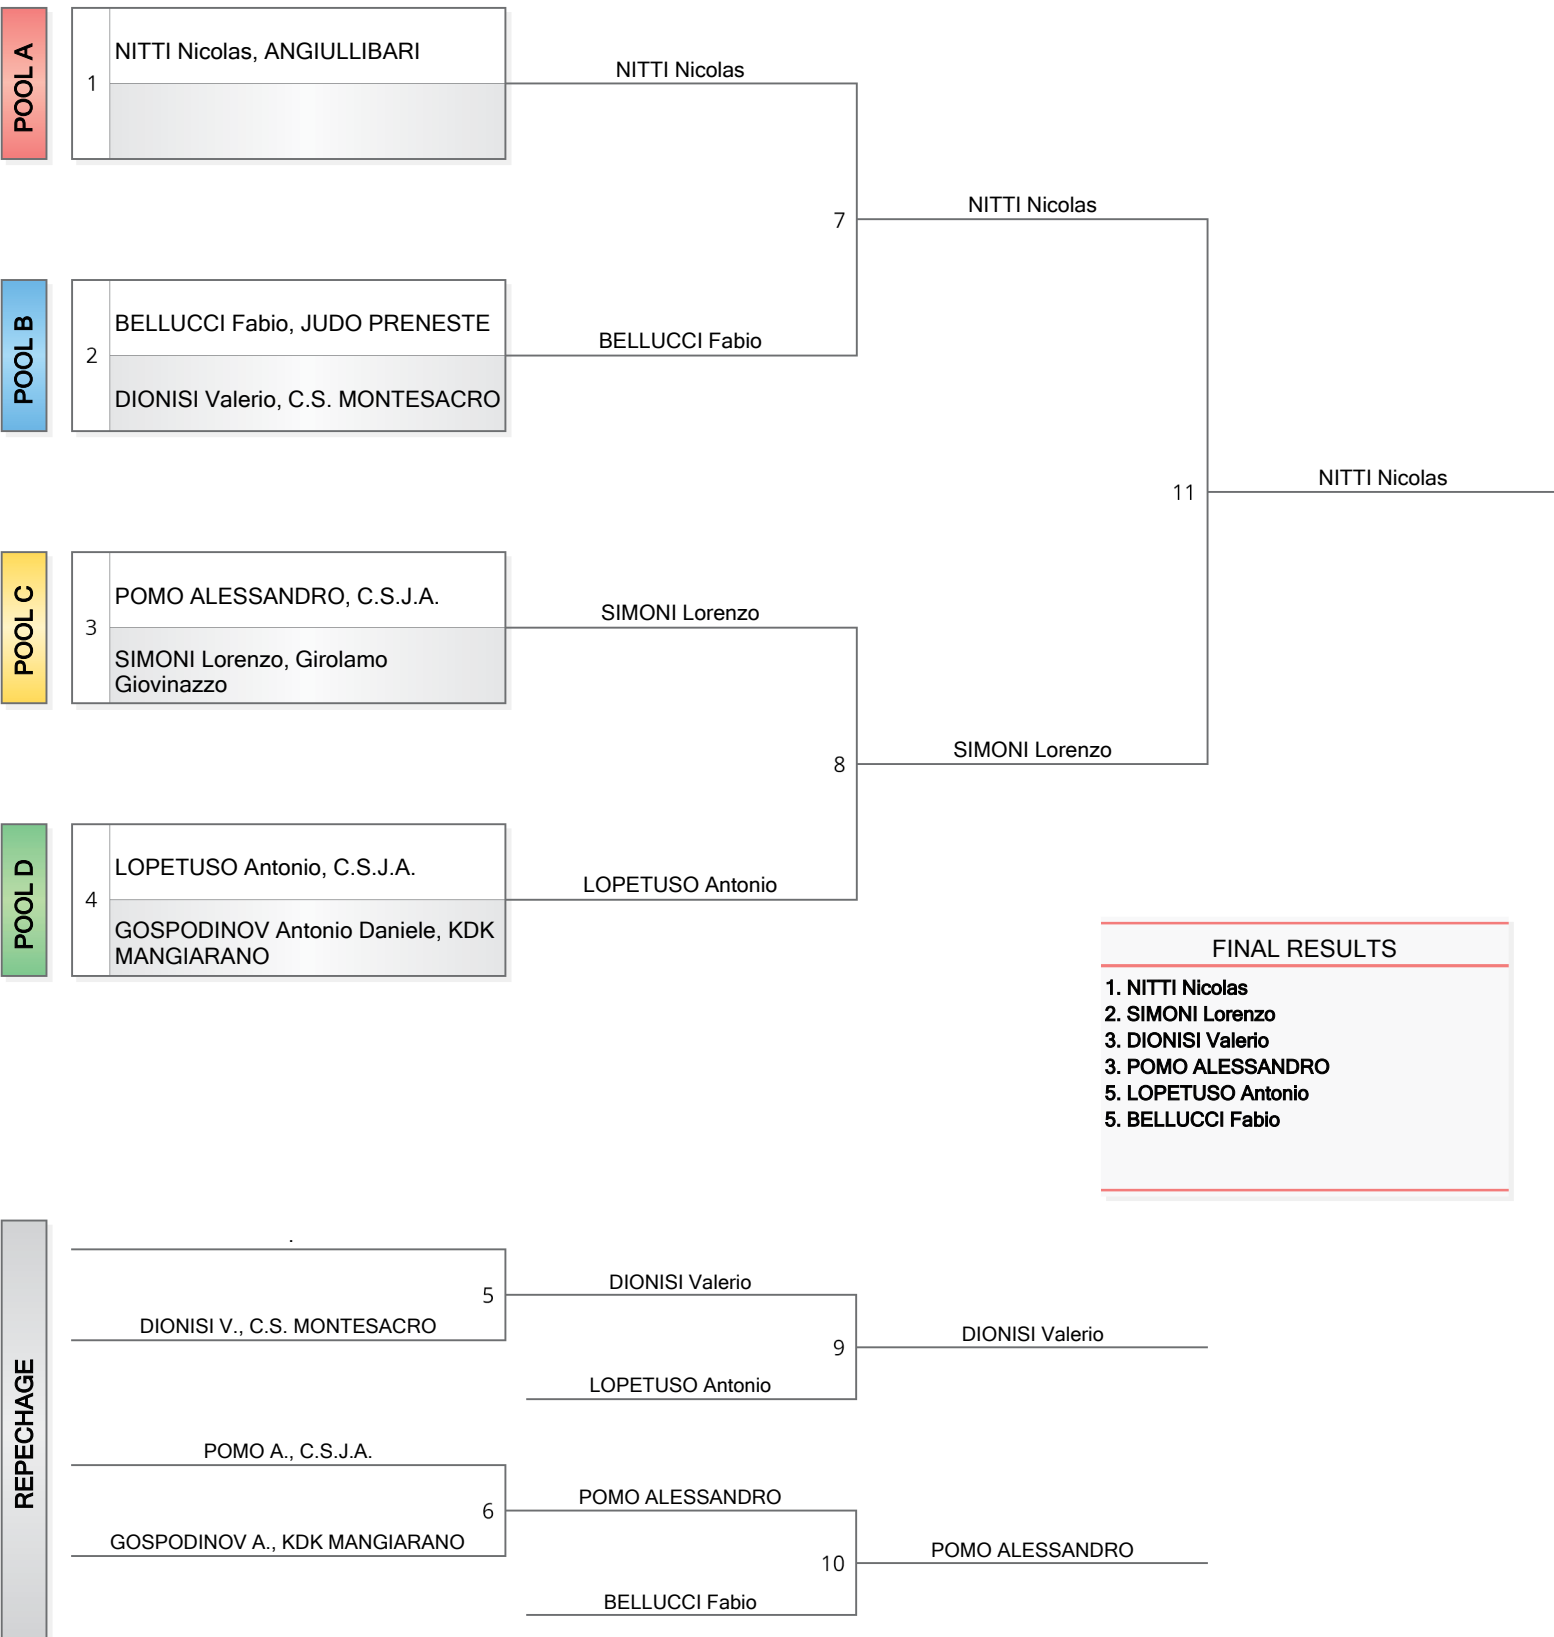 POOL A
1
NITTI Nicolas, ANGIULLIBARI
NITTI Nicolas
7
NITTI Nicolas
POOL B
2
BELLUCCI Fabio, JUDO PRENESTE
DIONISI Valerio, C.S. MONTESACRO
BELLUCCI Fabio
11
NITTI Nicolas
POOL C
3
POMO ALESSANDRO, C.S.J.A.
SIMONI Lorenzo, Girolamo
Giovinazzo
SIMONI Lorenzo
8
SIMONI Lorenzo
POOL D
4
LOPETUSO Antonio, C.S.J.A.
GOSPODINOV Antonio Daniele, KDK
MANGIARANO
LOPETUSO Antonio
FINAL RESULTS
1. NITTI Nicolas
2. SIMONI Lorenzo
3. DIONISI Valerio
3. POMO ALESSANDRO
5. LOPETUSO Antonio
5. BELLUCCI Fabio
REPECHAGE
.
5
DIONISI V., C.S. MONTESACRO
DIONISI Valerio
9
LOPETUSO Antonio
DIONISI Valerio
POMO A., C.S.J.A.
6
GOSPODINOV A., KDK MANGIARANO
POMO ALESSANDRO
10
BELLUCCI Fabio
POMO ALESSANDRO